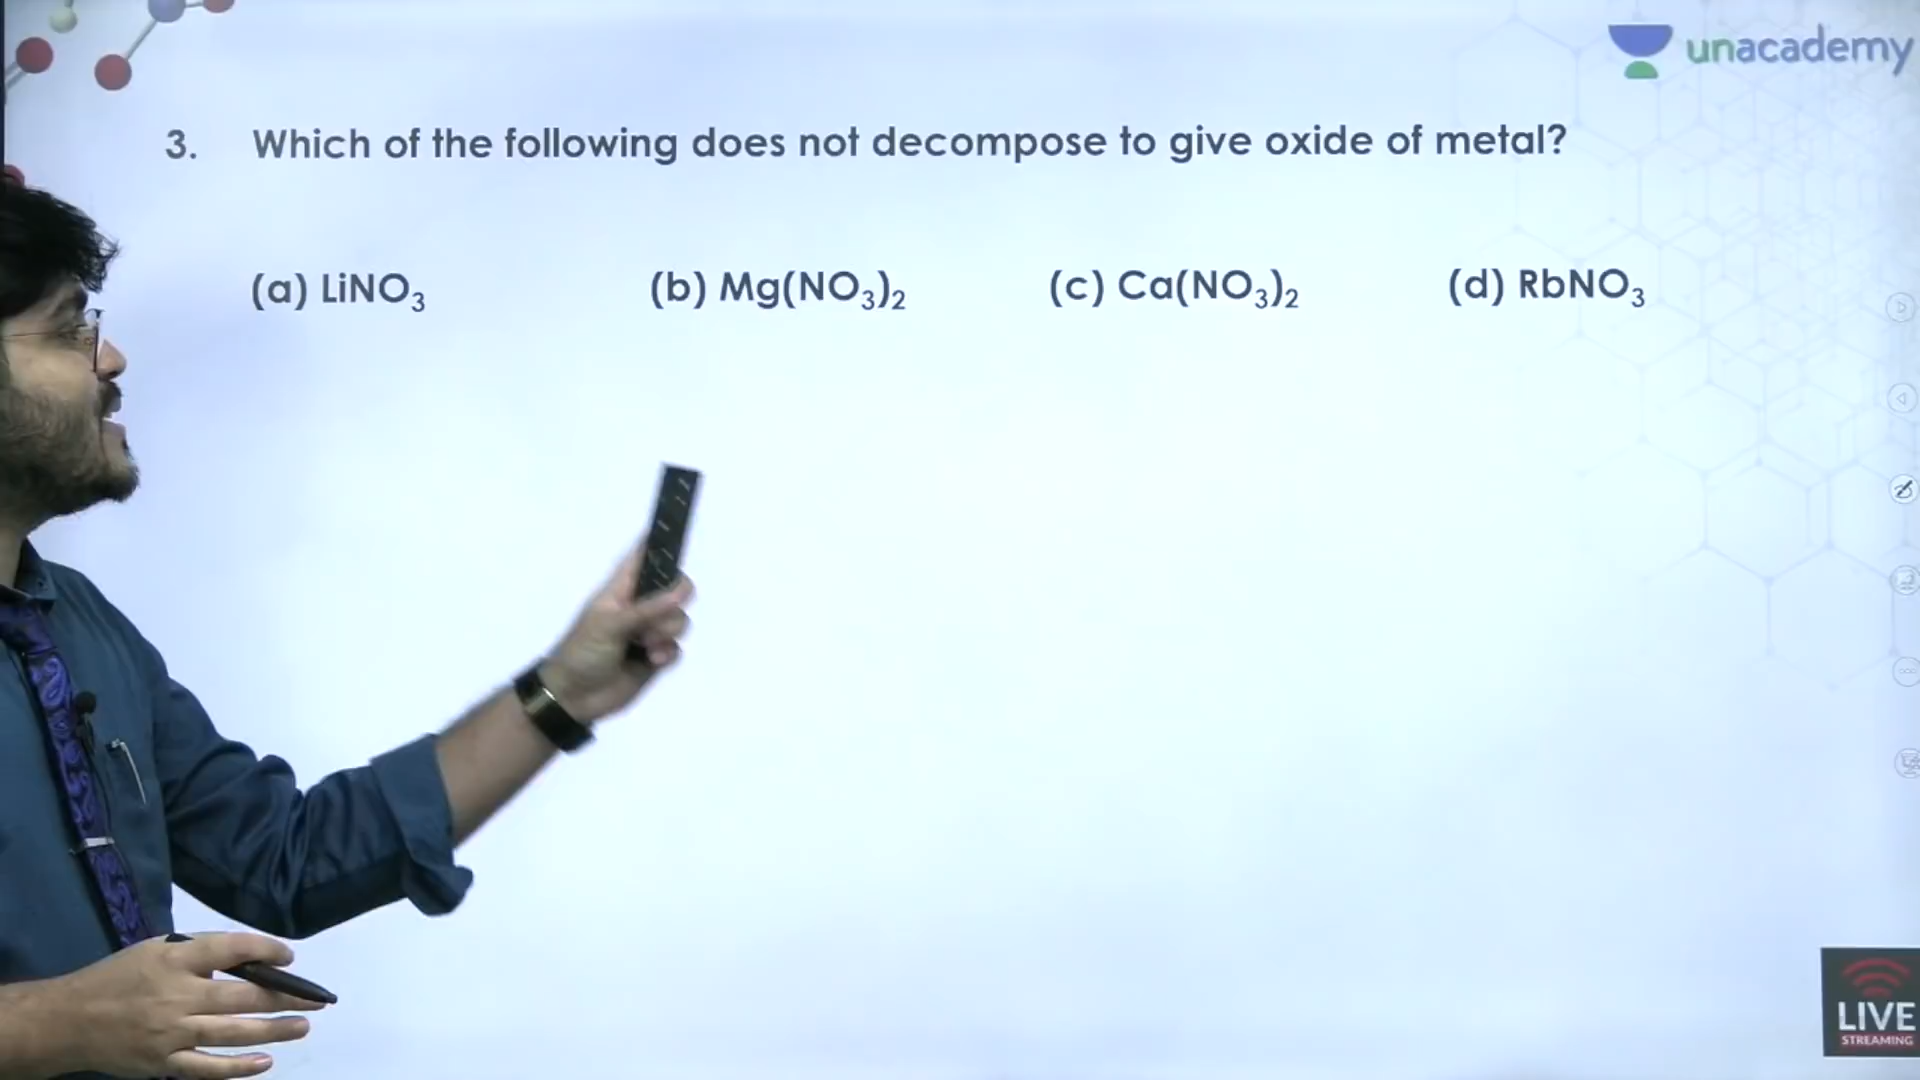 unacademy
3. Which of the following does not decompose to give oxide of metal?
(a) LiNO₃ (b) Mg(NO₃)₂ (c) Ca(NO₃)₂ (d) RbNO₃
LIVE
STREAMING